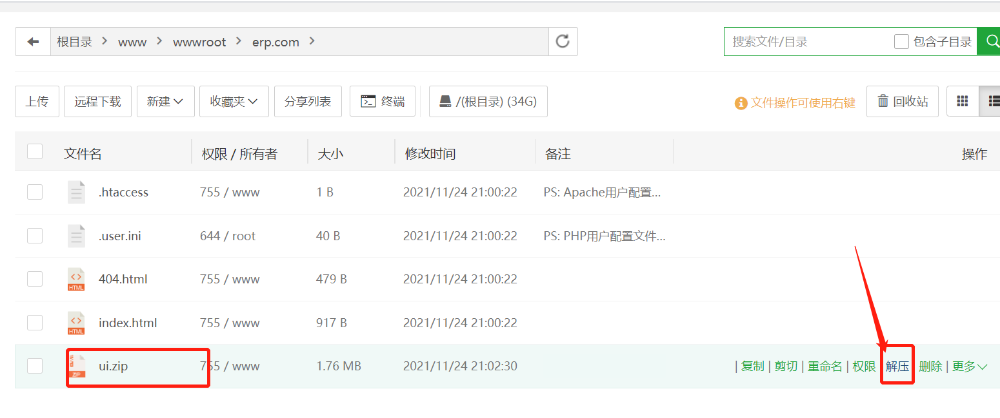 根目录 > www > wwwroot > erp.com >
搜索文件/目录 包含子目录
上传 远程下载 新建 收藏夹 分享列表 终端 /(根目录) (34G) 文件操作可使用右键 回收站
文件名 权限 / 所有者 大小 修改时间 备注 操作
.htaccess 755 / www 1 B 2021/11/24 21:00:22 PS: Apache用户配置...
.user.ini 644 / root 40 B 2021/11/24 21:00:22 PS: PHP用户配置文件...
HTML 404.html 755 / www 479 B 2021/11/24 21:00:22
HTML index.html 755 / www 917 B 2021/11/24 21:00:22
ZIP ui.zip 755 / www 1.76 MB 2021/11/24 21:02:30 | 复制 | 剪切 | 重命名 | 权限 解压 删除 | 更多